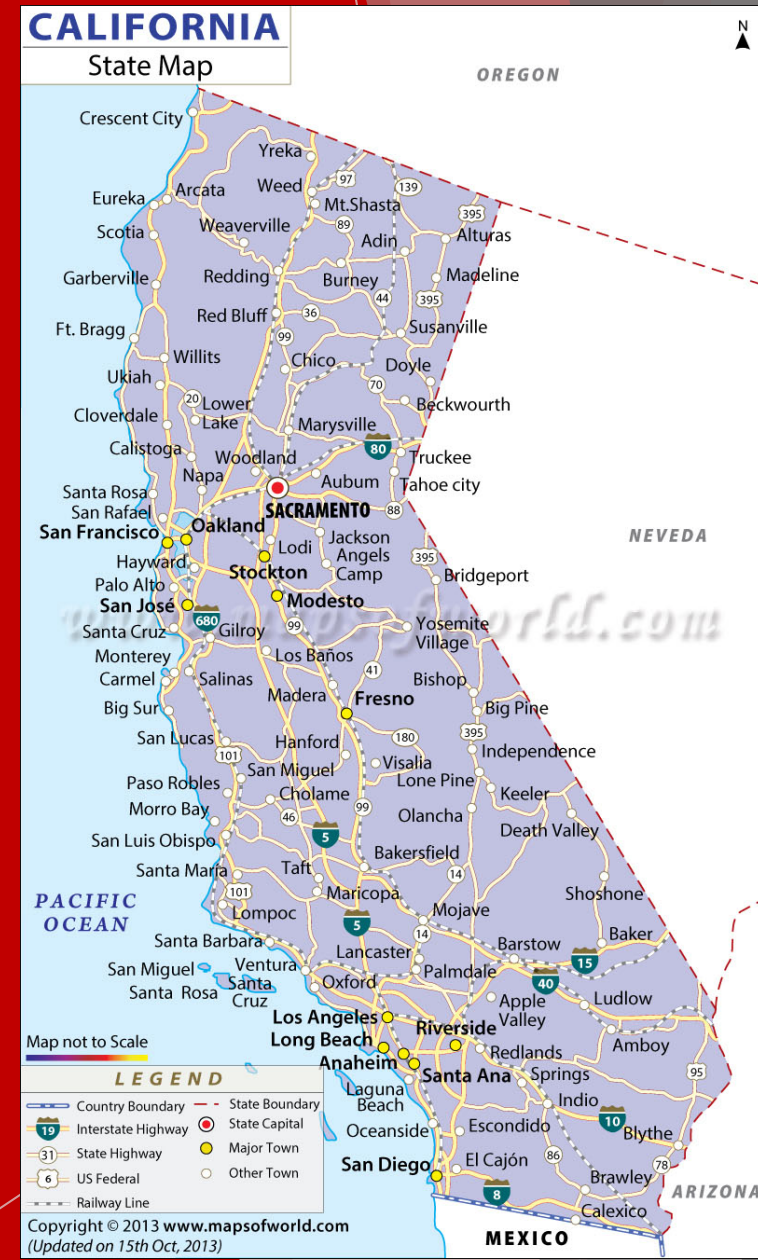 CALIFORNIA
State Map
N
OREGON
Crescent City
Yreka
Weed
97
139
Mt.Shasta
395
Eureka
Arcata
Scotia
Weaverville
89
Adin
Alturas
Garberville
Redding
Burney
Madeline
44
395
Red Bluff
36
Ft. Bragg
99
Susanville
Willits
Chico
Doyle
Ukiah
70
20
Lower
Lake
Beckwourth
Cloverdale
Marysville
Calistoga
80
Woodland
Truckee
Napa
Aubum
Tahoe city
Santa Rosa
San Rafael
SACRAMENTO
88
San Francisco
Oakland
NEVEDA
Lodi
Jackson
Angels
Camp
Hayward
395
Stockton
Bridgeport
Palo Alto
San José
Modesto
www.mapsofworld.com
680
99
Santa Cruz
Gilroy
Yosemite
Village
Los Baños
Monterey
41
Carmel
Salinas
Bishop
Madera
Fresno
Big Sur
Big Pine
180
395
San Lucas
Hanford
Independence
101
San Miguel
Visalia
Lone Pine
Paso Robles
Cholame
Keeler
Morro Bay
99
46
Olancha
Death Valley
5
San Luis Obispo
Bakersfield
Santa Maria
Taft
14
101
Maricopa
Shoshone
PACIFIC
OCEAN
Lompoc
5
Mojave
14
Baker
Santa Barbara
Lancaster
Barstow
15
San Miguel
Ventura
Palmdale
40
Santa Rosa
Santa
Cruz
Oxford
Apple
Valley
Ludlow
Los Angeles
Riverside
Long Beach
Amboy
Map not to Scale
Anaheim
Redlands
Santa Ana
Springs
95
Laguna
Beach
Indio
10
Oceanside
Escondido
Blythe
San Diego
El Cajón
86
78
Brawley
ARIZONA
8
Calexico
MEXICO
LEGEND
Country Boundary
State Boundary
19
Interstate Highway
State Capital
31
State Highway
Major Town
6
US Federal
Other Town
Railway Line
Copyright © 2013 www.mapsofworld.com
(Updated on 15th Oct, 2013)